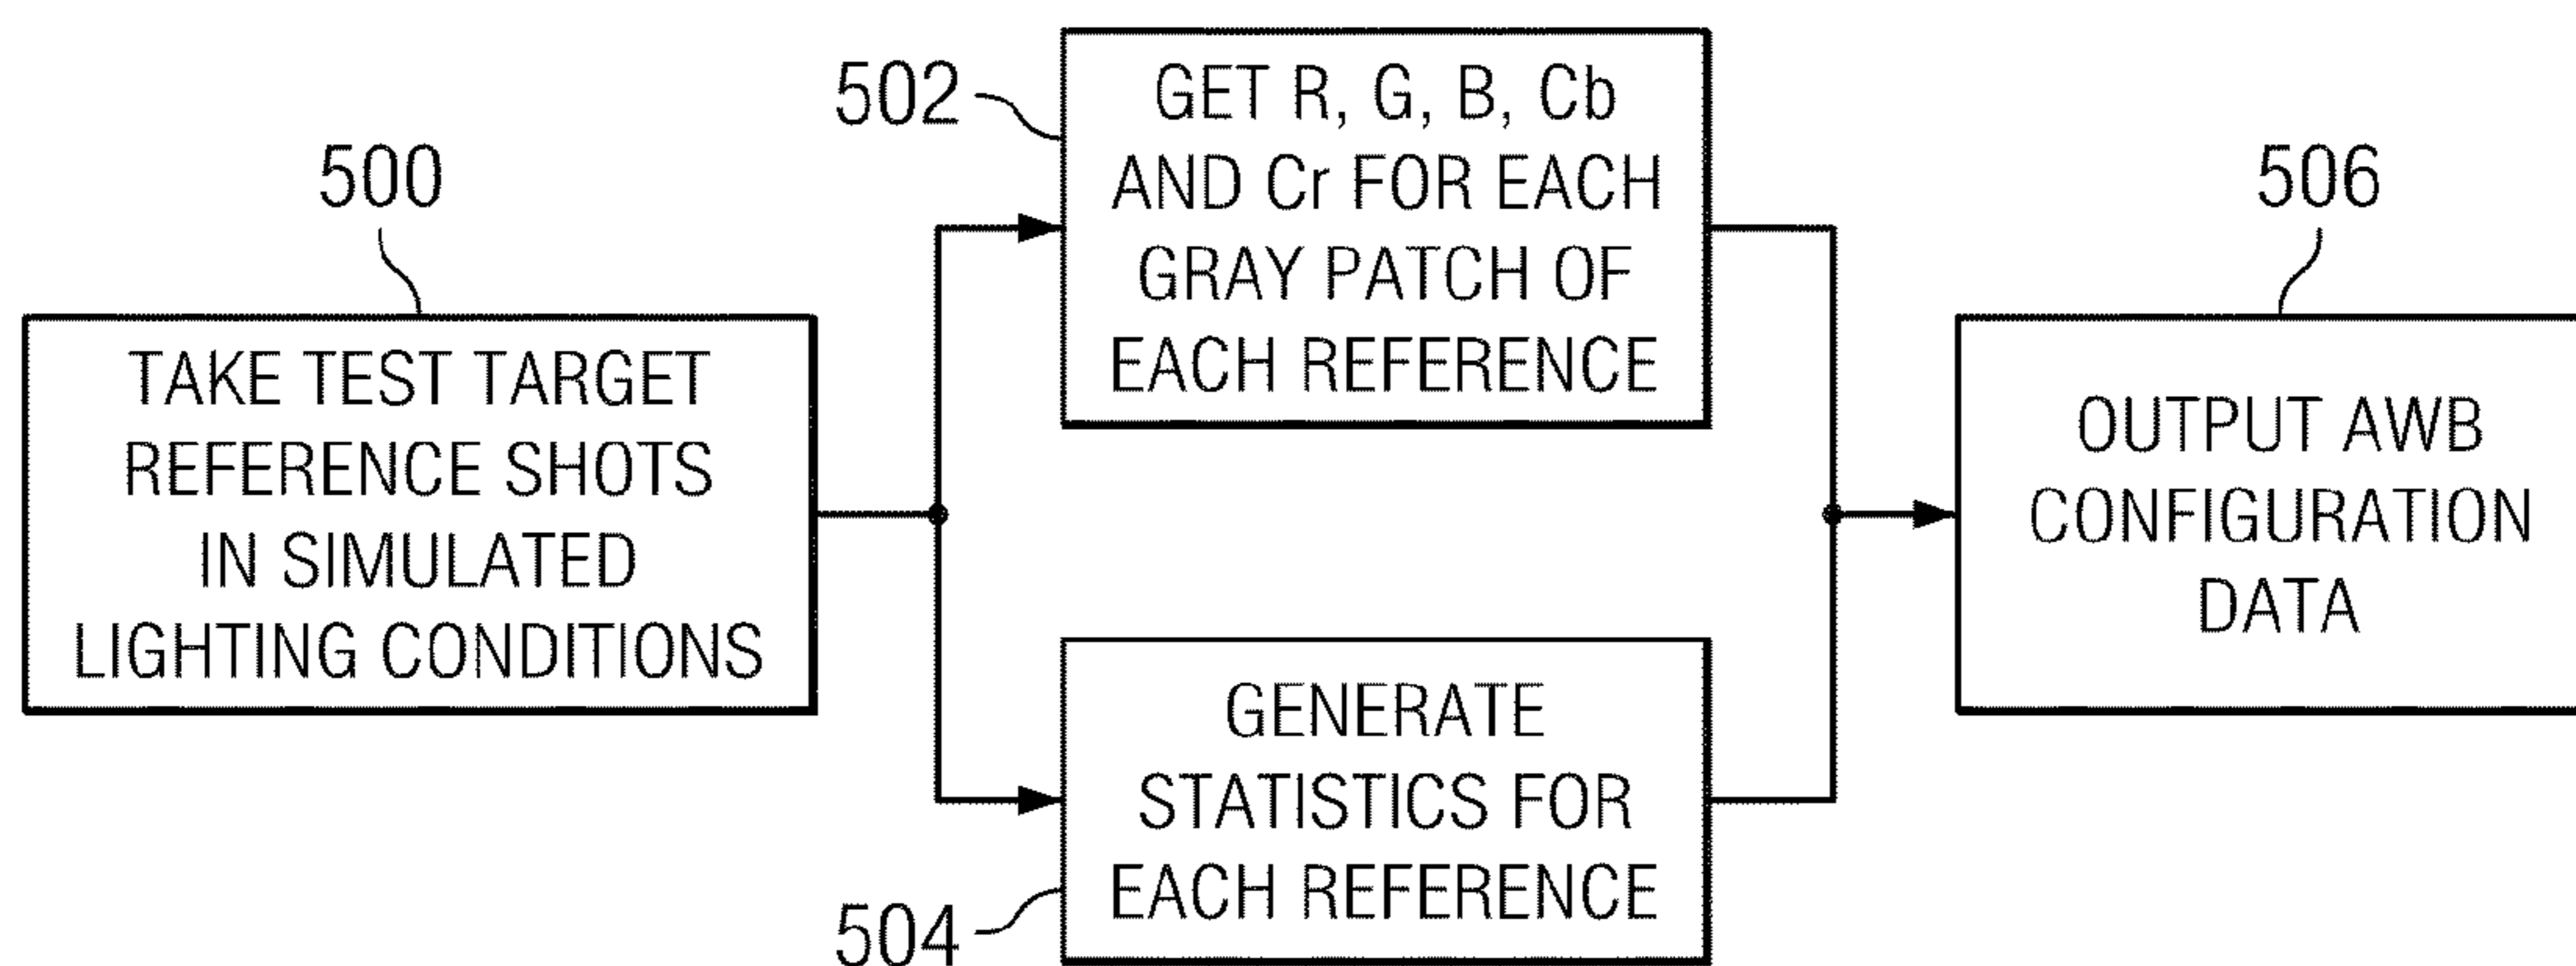 500
TAKE TEST TARGET
REFERENCE SHOTS
IN SIMULATED
LIGHTING CONDITIONS
502
GET R, G, B, Cb
AND Cr FOR EACH
GRAY PATCH OF
EACH REFERENCE
504
GENERATE
STATISTICS FOR
EACH REFERENCE
506
OUTPUT AWB
CONFIGURATION
DATA